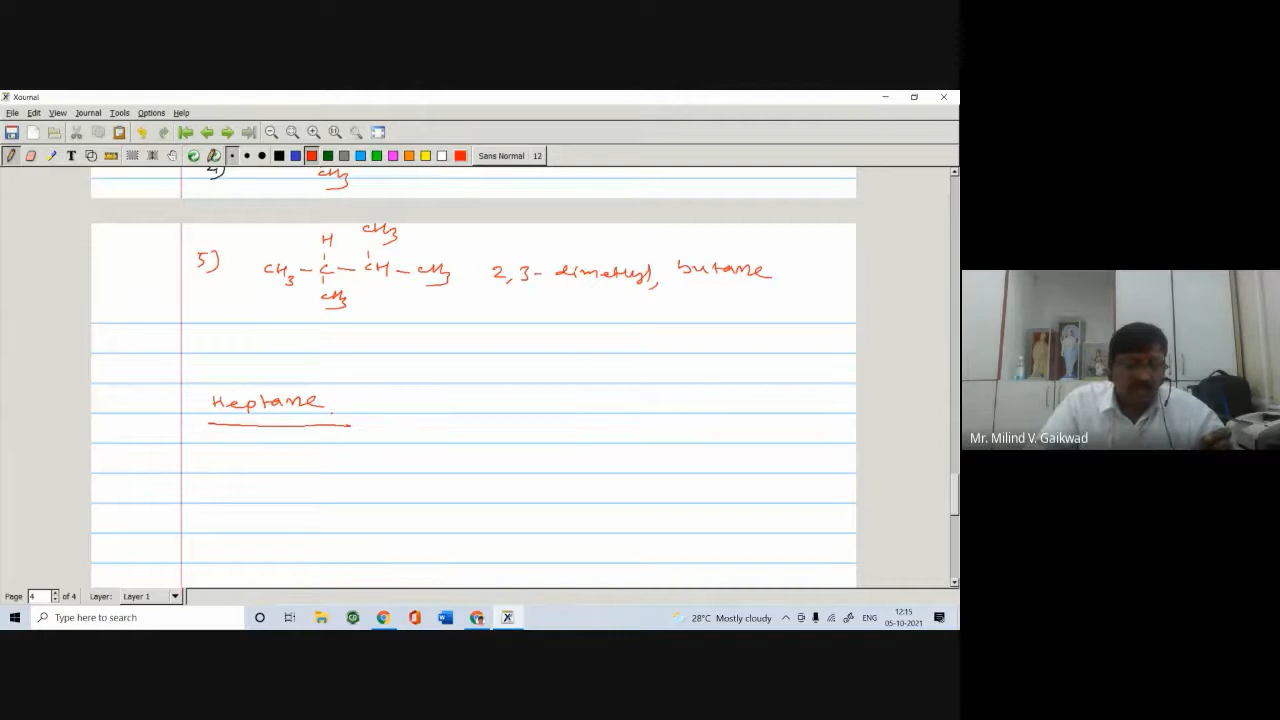 Xournal
File Edit View Journal Tools Options Help
Sans Normal 12
4) CH3
5)
CH3
H
CH3 – C – CH – CH3 2,3- dimethyl, butane
CH3
Heptane
Page 4 of 4 Layer: Layer 1
Type here to search
28°C Mostly cloudy ENG 12:15
05-10-2021
Mr. Milind V. Gaikwad